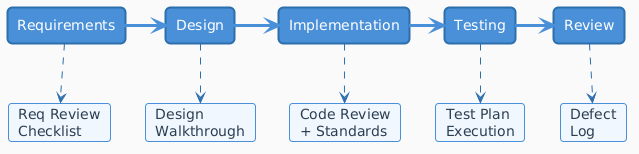 Requirements
Design
Implementation
Testing
Review
Req Review
Checklist
Design
Walkthrough
Code Review
+ Standards
Test Plan
Execution
Defect
Log